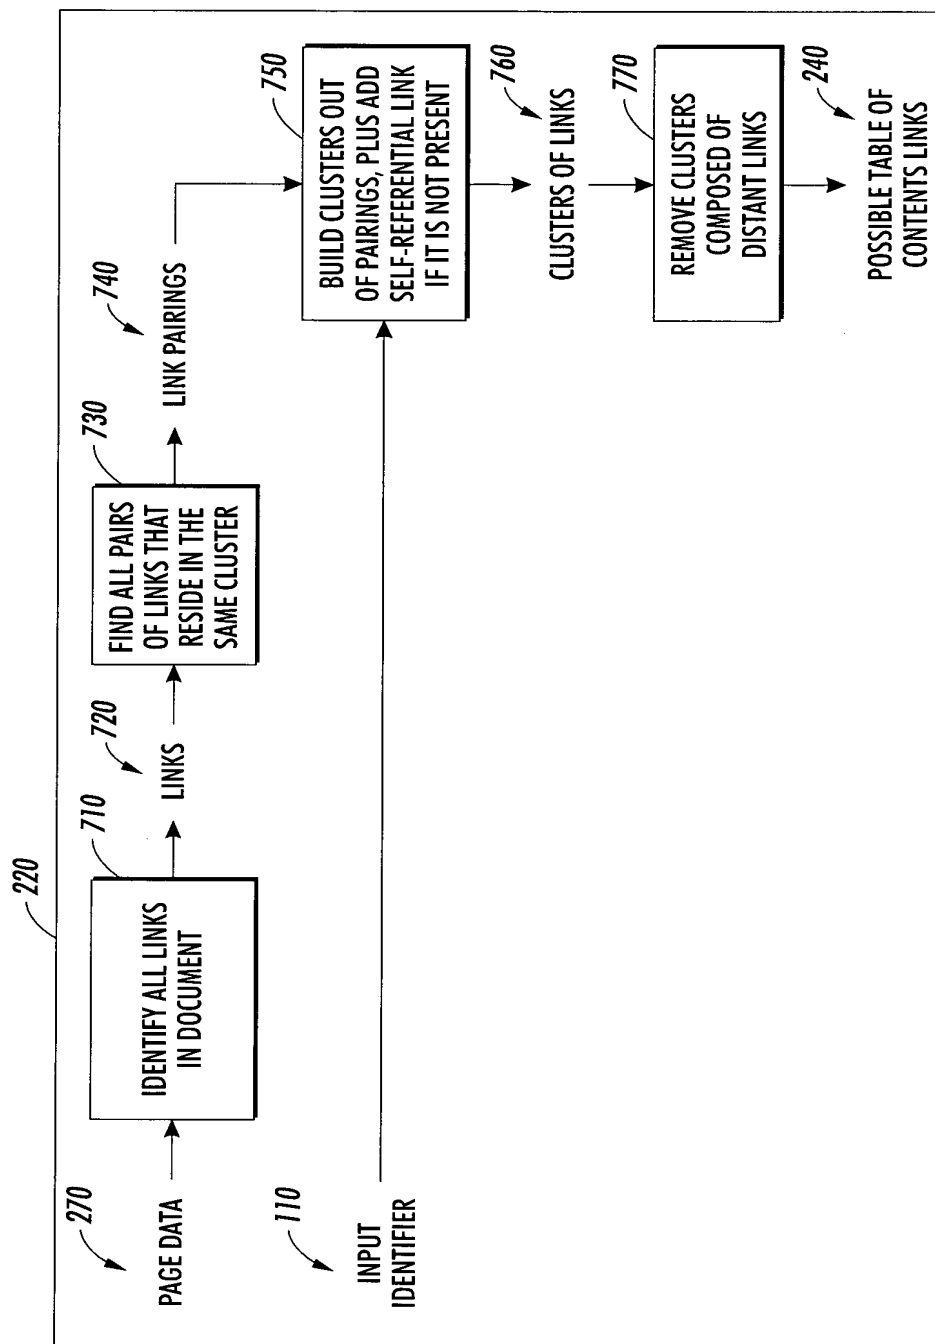 220
270
PAGE DATA
710
IDENTIFY ALL LINKS
IN DOCUMENT
720
LINKS
730
FIND ALL PAIRS
OF LINKS THAT
RESIDE IN THE
SAME CLUSTER
740
LINK PAIRINGS
110
INPUT
IDENTIFIER
750
BUILD CLUSTERS OUT
OF PAIRINGS, PLUS ADD
SELF-REFERENTIAL LINK
IF IT IS NOT PRESENT
760
CLUSTERS OF LINKS
770
REMOVE CLUSTERS
COMPOSED OF
DISTANT LINKS
240
POSSIBLE TABLE OF
CONTENTS LINKS